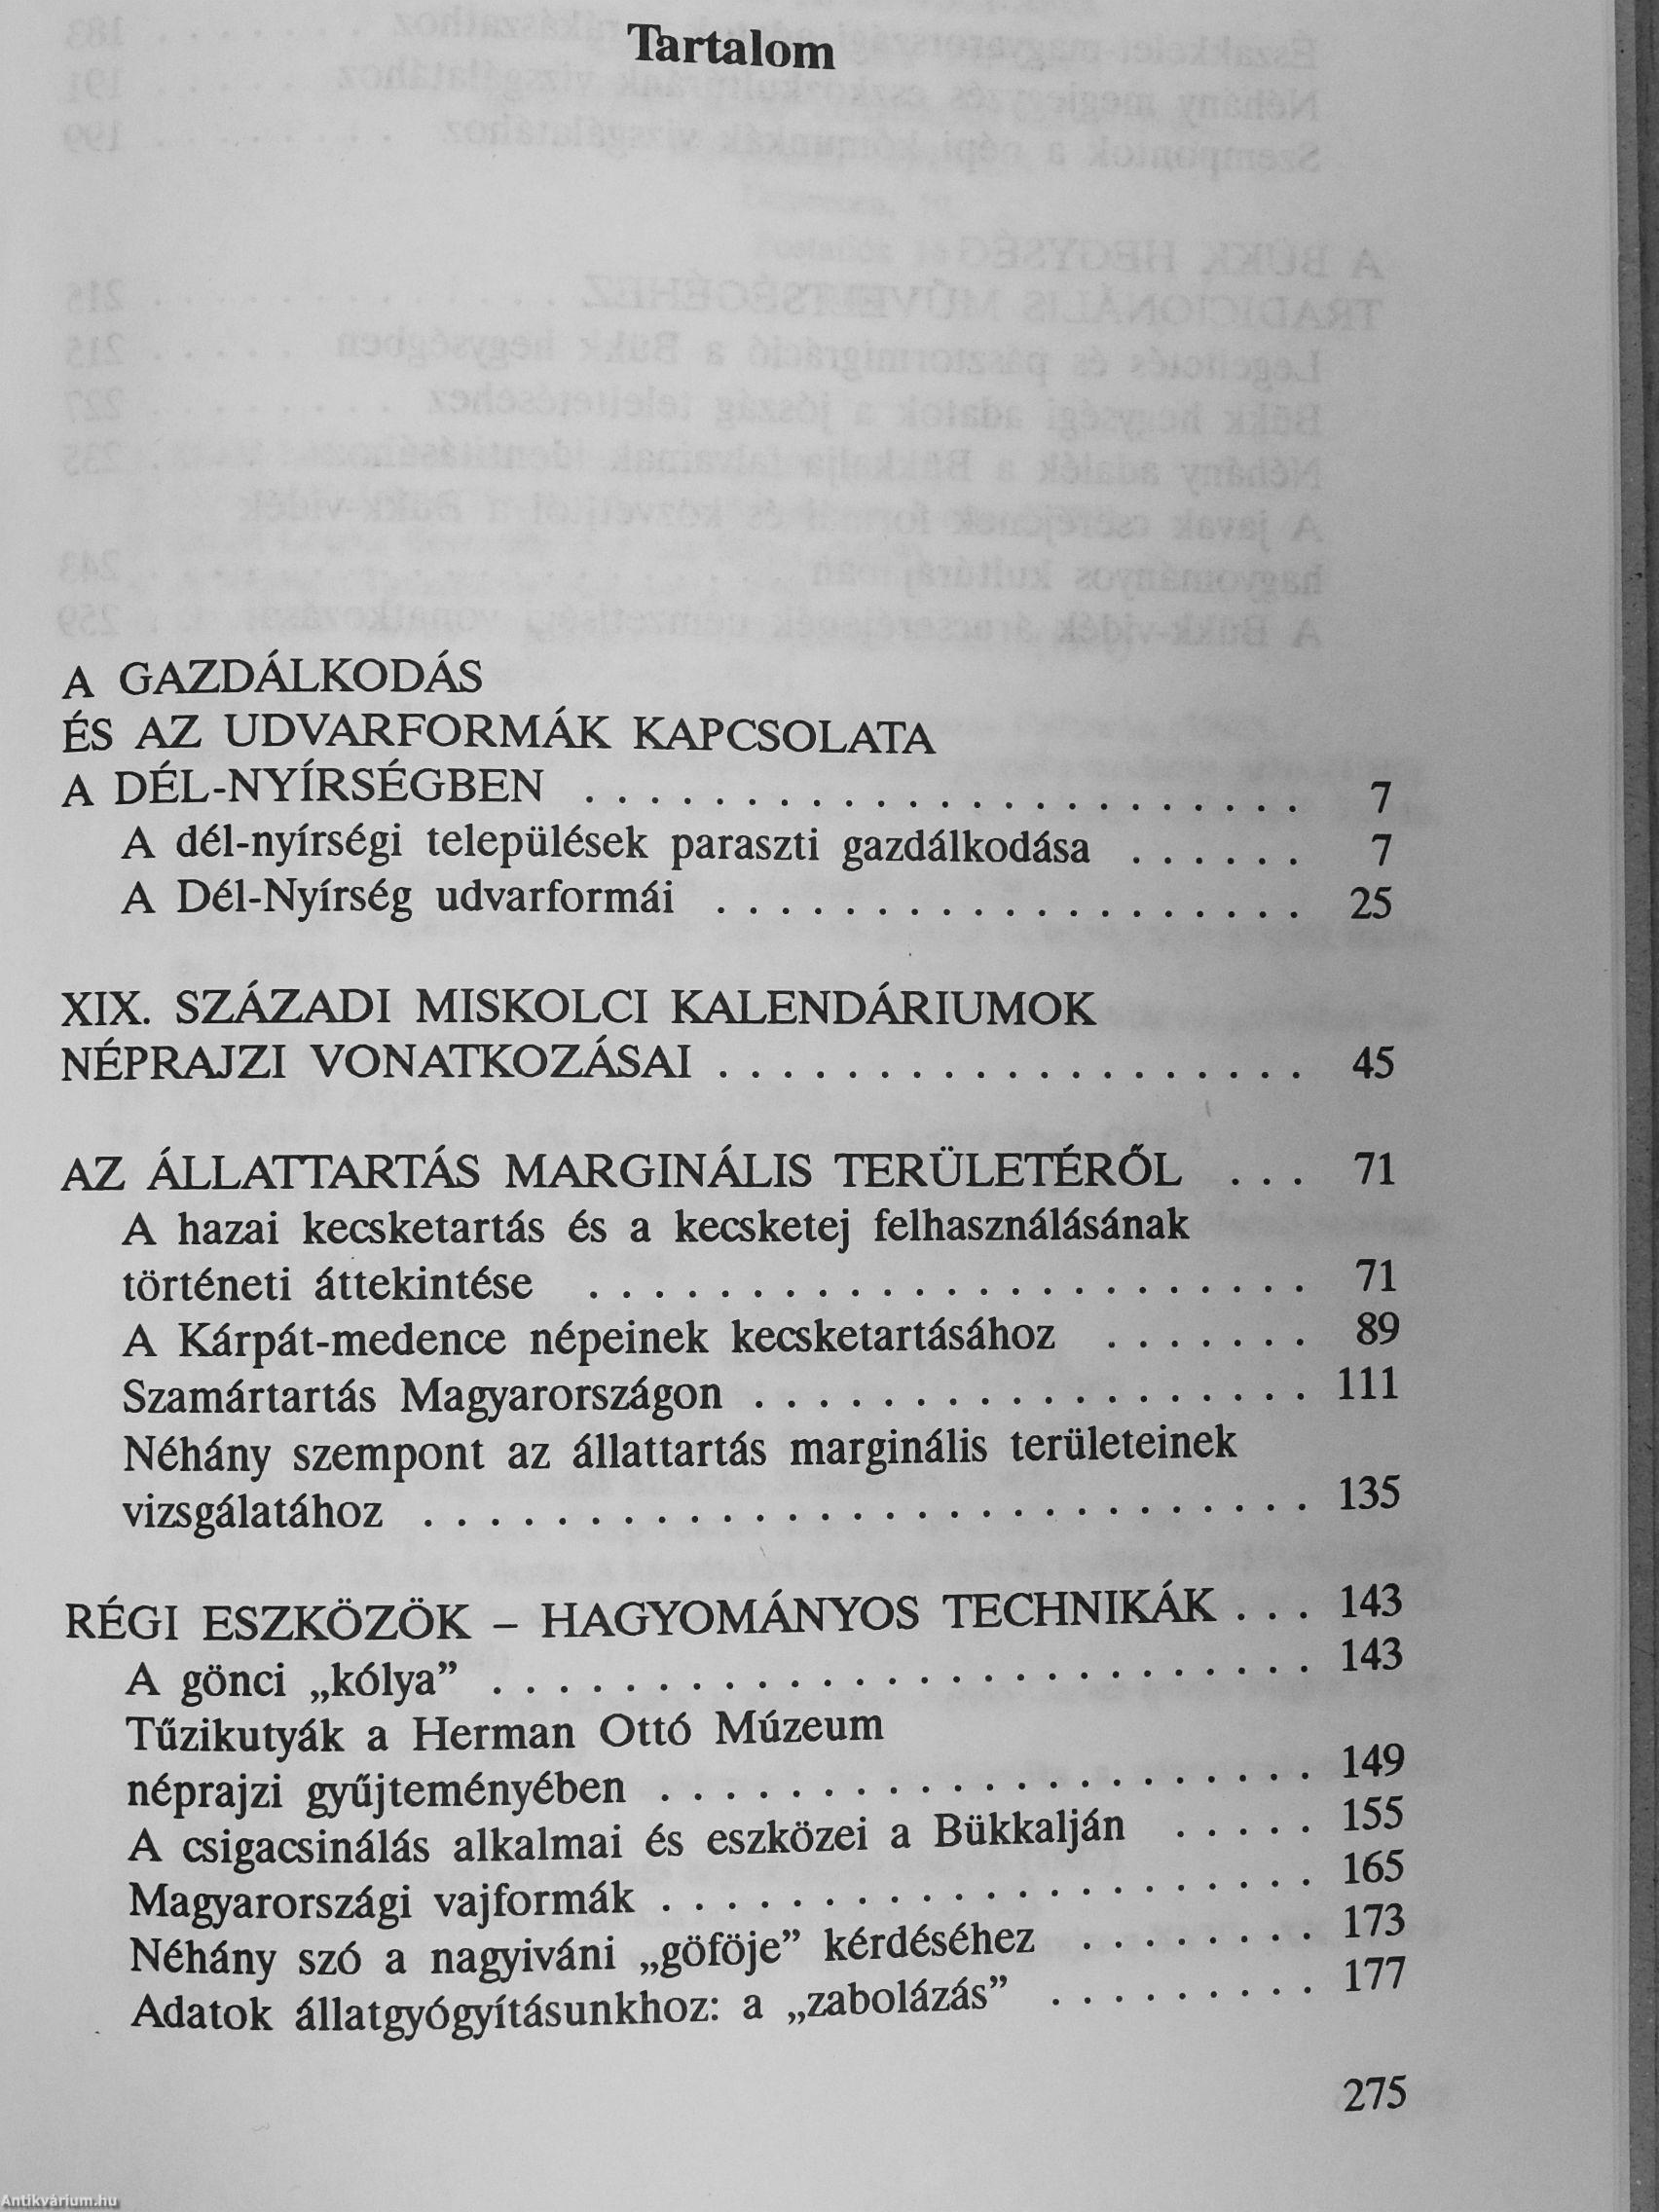 Tartalom
A GAZDÁLKODÁS
ÉS AZ UDVARFORMÁK KAPCSOLATA
A DÉL-NYÍRSÉGBEN . . . . . . . . . . . . . . . . . . . . . . . 7
A dél-nyírségi települések paraszti gazdálkodása . . . . . . 7
A Dél-Nyírség udvarformái . . . . . . . . . . . . . . . . . . . 25
XIX. SZÁZADI MISKOLCI KALENDÁRIUMOK
NÉPRAJZI VONATKOZÁSAI . . . . . . . . . . . . . . . . . . . 45
AZ ÁLLATTARTÁS MARGINÁLIS TERÜLETÉRŐL . . . 71
A hazai kecsketartás és a kecsketej felhasználásának
történeti áttekintése . . . . . . . . . . . . . . . . . . . . . . . 71
A Kárpát-medence népeinek kecsketartásához . . . . . . . 89
Szamártartás Magyarországon . . . . . . . . . . . . . . . . . . 111
Néhány szempont az állattartás marginális területeinek
vizsgálatához . . . . . . . . . . . . . . . . . . . . . . . . . . . . 135
RÉGI ESZKÖZÖK – HAGYOMÁNYOS TECHNIKÁK . . . 143
A gönci „kólya” . . . . . . . . . . . . . . . . . . . . . . . . . . 143
Tűzikutyák a Herman Ottó Múzeum
néprajzi gyűjteményében . . . . . . . . . . . . . . . . . . . . . 149
A csigacsinálás alkalmai és eszközei a Bükkalján . . . . . 155
Magyarországi vajformák . . . . . . . . . . . . . . . . . . . . . 165
Néhány szó a nagyiváni „göföje” kérdéséhez . . . . . . . . 173
Adatok állatgyógyításunkhoz: a „zabolázás” . . . . . . . . . 177
275
Antikvárium.hu